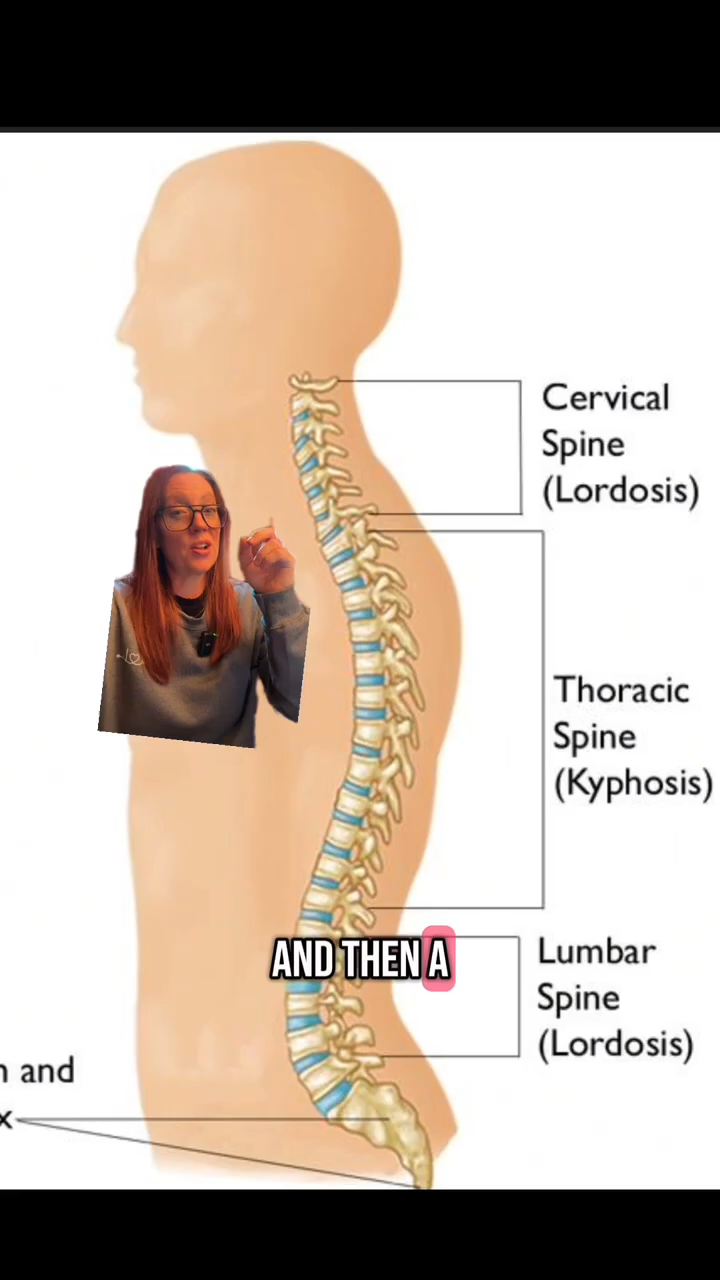 Cervical
Spine
(Lordosis)
Thoracic
Spine
(Kyphosis)
AND THEN A
Lumbar
Spine
(Lordosis)
and
x